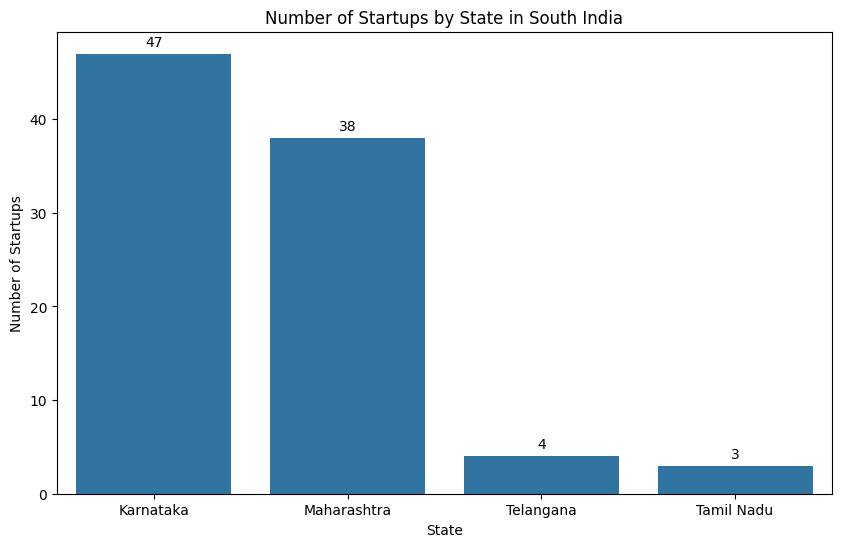 Number of Startups by State in South India
47
38
4
3
Number of Startups
40
30
20
10
0
Karnataka
Maharashtra
Telangana
Tamil Nadu
State